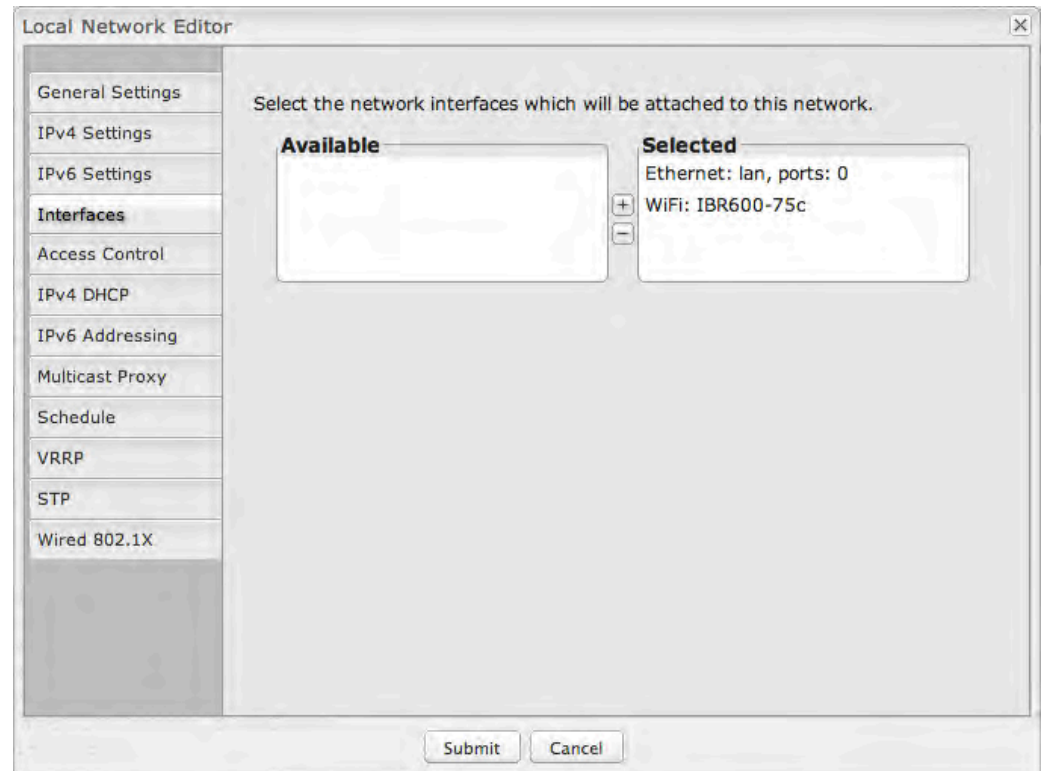 Local Network Editor
General Settings
IPv4 Settings
IPv6 Settings
Interfaces
Access Control
IPv4 DHCP
IPv6 Addressing
Multicast Proxy
Schedule
VRRP
STP
Wired 802.1X
Select the network interfaces which will be attached to this network.
Available
Selected
Ethernet: lan, ports: 0
WiFi: IBR600-75c
+
−
Submit
Cancel